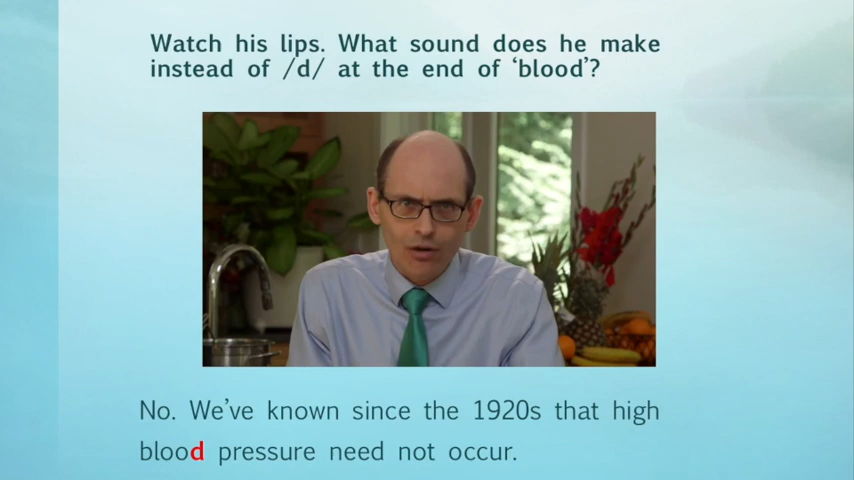 Watch his lips. What sound does he make
instead of /d/ at the end of ‘blood’?
No. We’ve known since the 1920s that high
blood pressure need not occur.